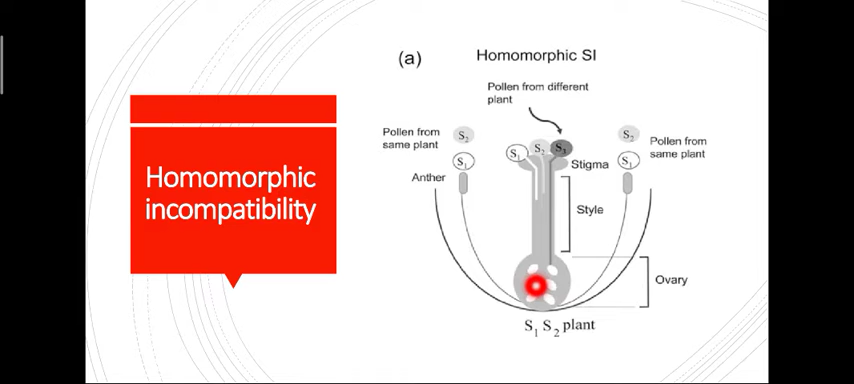 Homomorphic
incompatibility
(a)
Homomorphic SI
Pollen from different
plant
Pollen from
same plant
S2
S1
Anther
S1
S2
S3
Stigma
Style
Ovary
S2
S1
Pollen from
same plant
S1 S2 plant